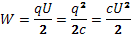 W = qU/2 = q²/2c = cU²/2